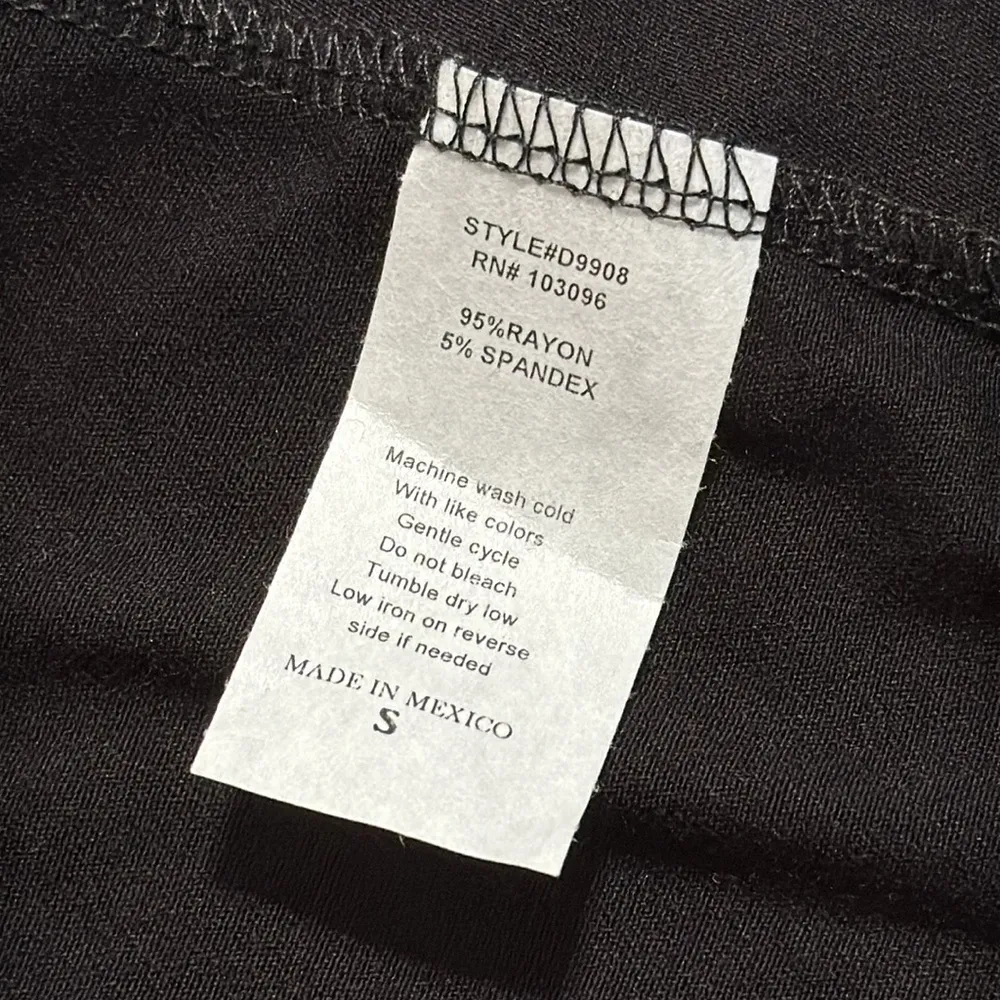 STYLE#D9908
RN# 103096
95%RAYON
5% SPANDEX
Machine wash cold
With like colors
Gentle cycle
Do not bleach
Tumble dry low
Low iron on reverse
side if needed
MADE IN MEXICO
S